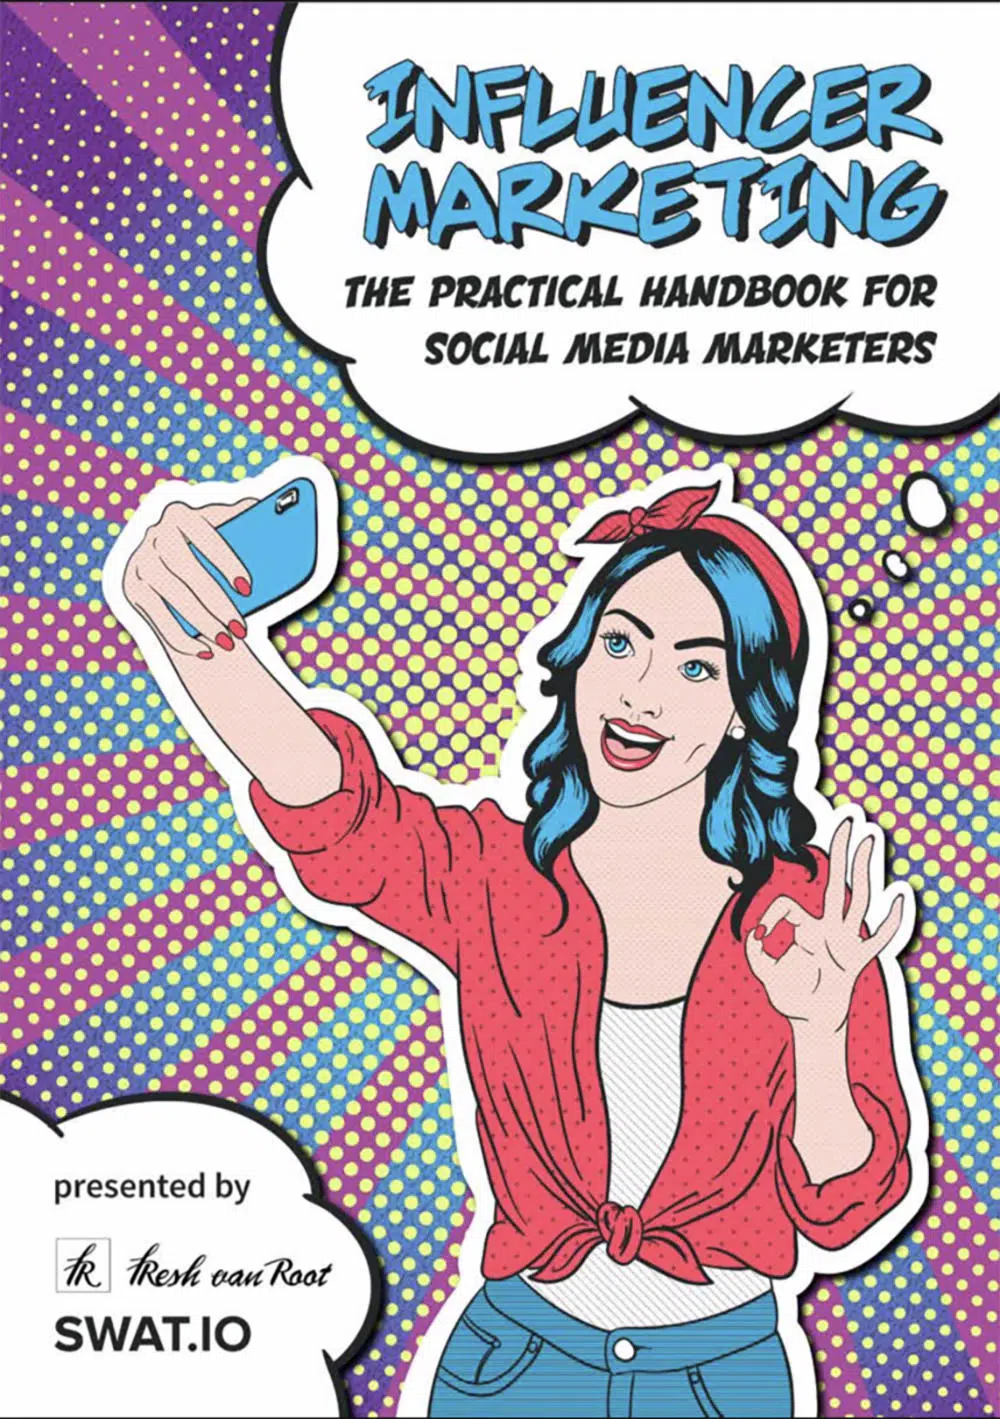 INFLUENCER
MARKETING
THE PRACTICAL HANDBOOK FOR
SOCIAL MEDIA MARKETERS
presented by
fR fResh van Root
SWAT.IO